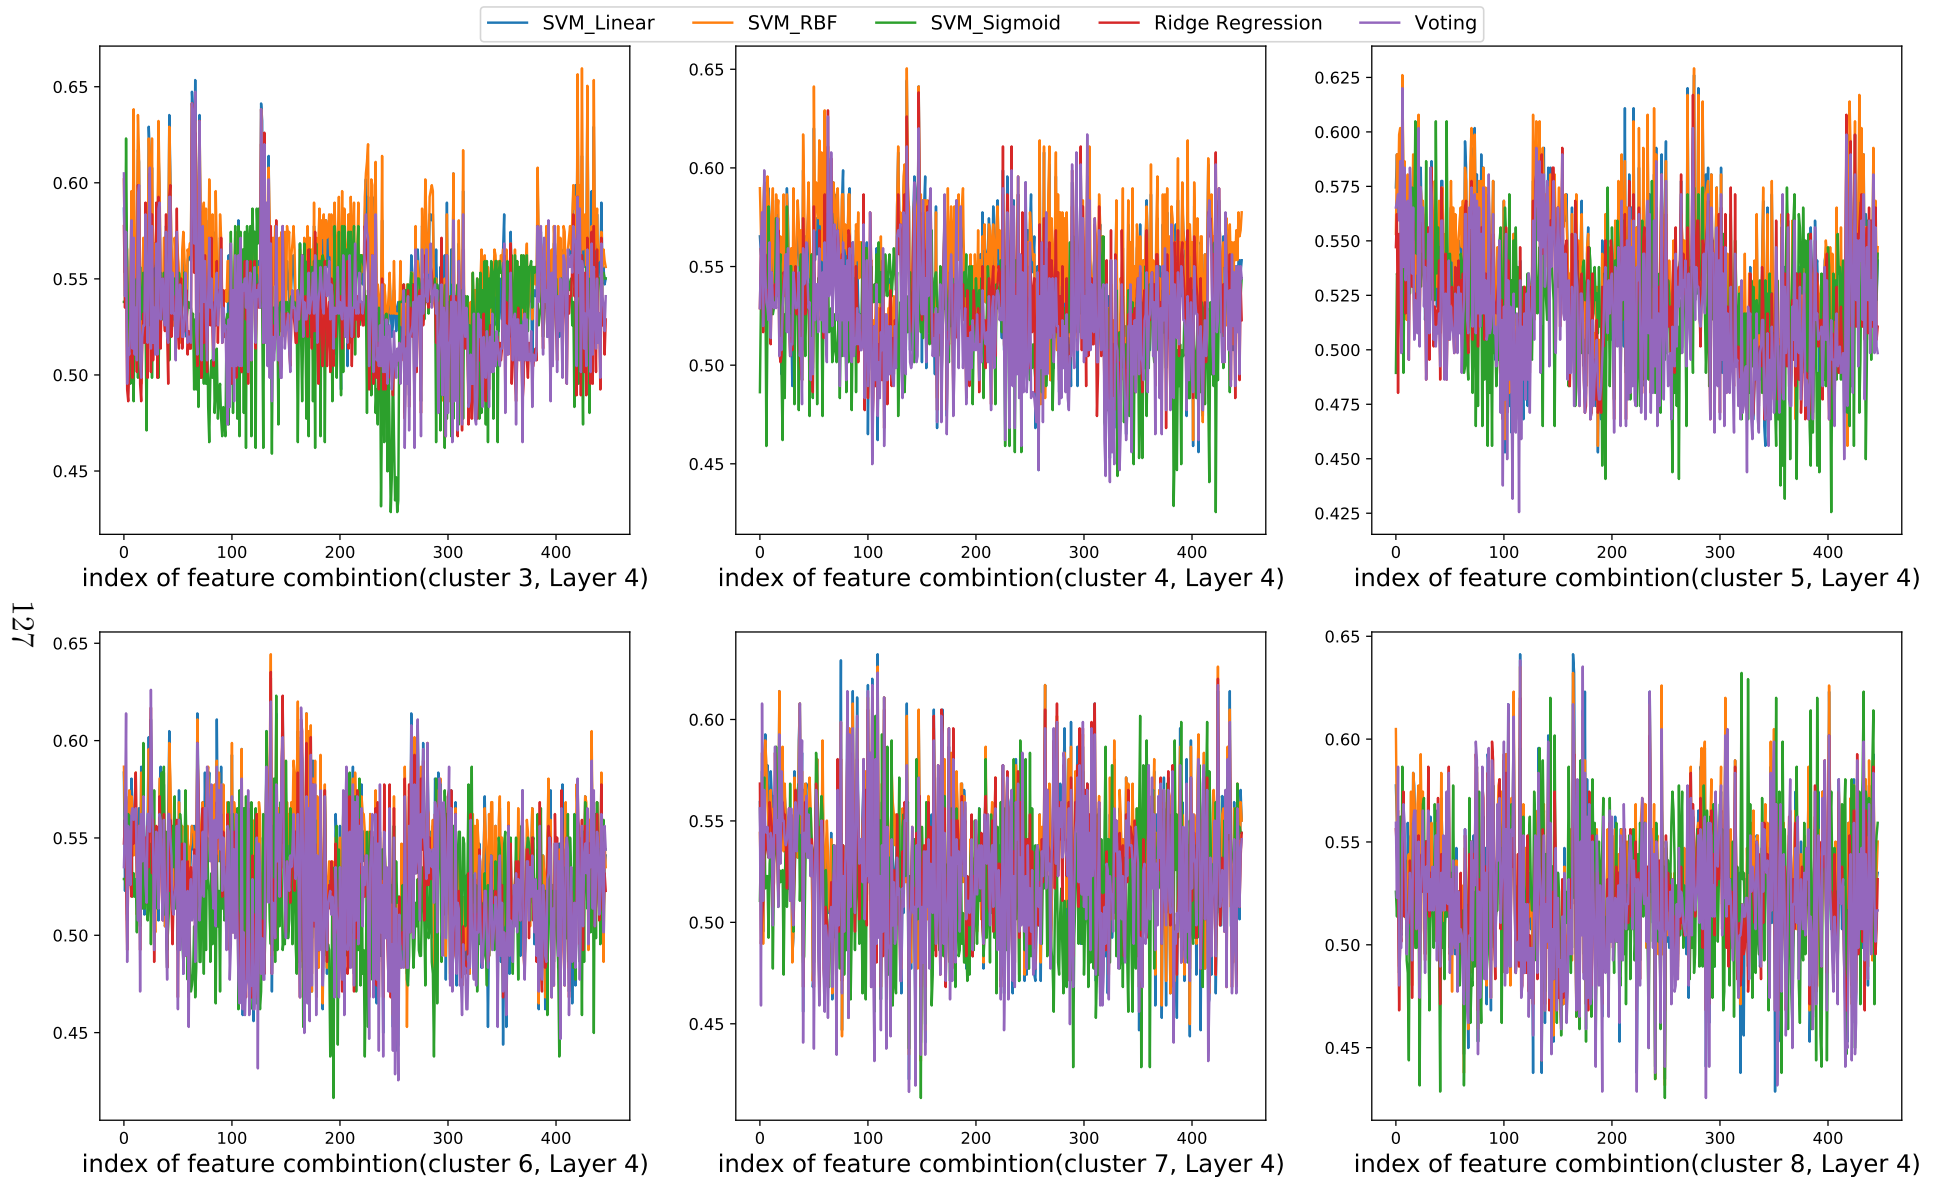 SVM_Linear SVM_RBF SVM_Sigmoid Ridge Regression Voting
0.65
0.60
0.55
0.50
0.45
0 100 200 300 400
index of feature combintion(cluster 3, Layer 4)
0.65
0.60
0.55
0.50
0.45
0 100 200 300 400
index of feature combintion(cluster 4, Layer 4)
0.625
0.600
0.575
0.550
0.525
0.500
0.475
0.450
0.425
0 100 200 300 400
index of feature combintion(cluster 5, Layer 4)
127
0.65
0.60
0.55
0.50
0.45
0 100 200 300 400
index of feature combintion(cluster 6, Layer 4)
0.60
0.55
0.50
0.45
0 100 200 300 400
index of feature combintion(cluster 7, Layer 4)
0.65
0.60
0.55
0.50
0.45
0 100 200 300 400
index of feature combintion(cluster 8, Layer 4)